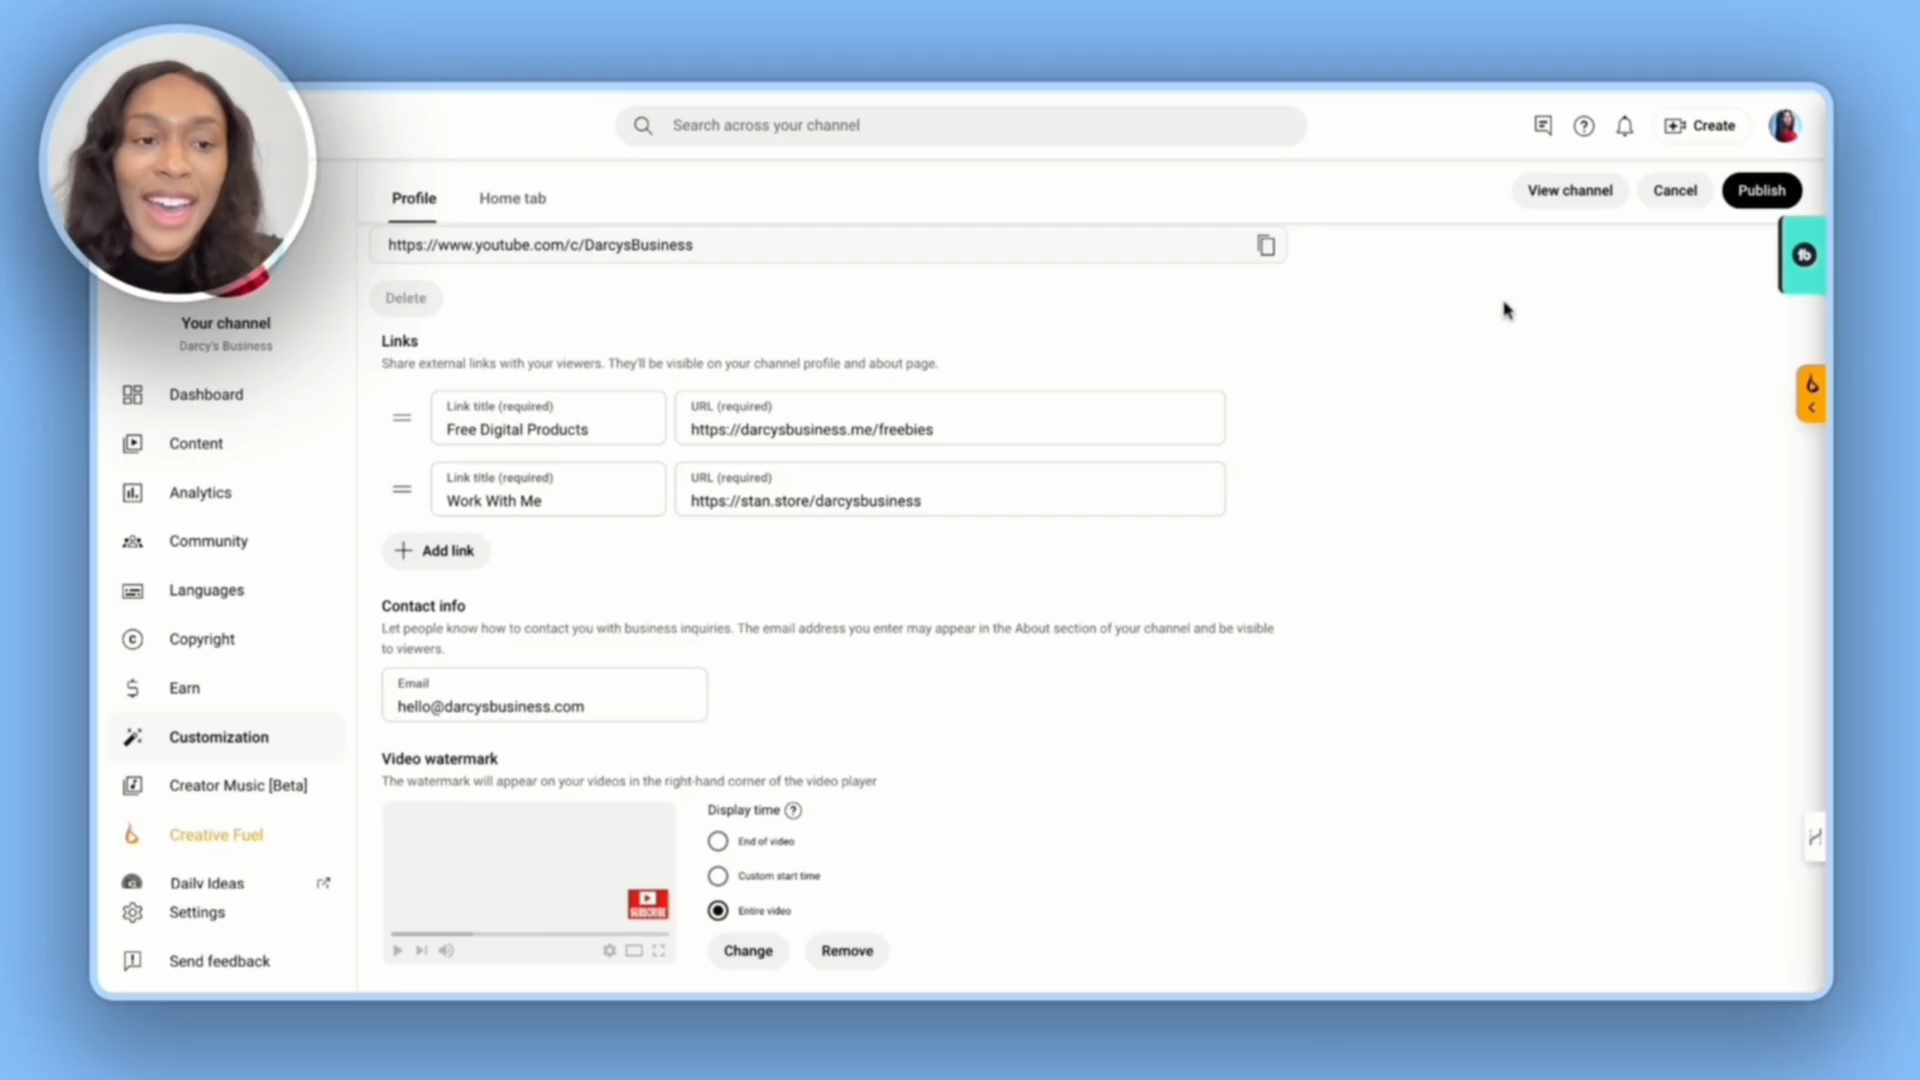 Search across your channel
Create
Profile
Home tab
View channel
Cancel
Publish
https://www.youtube.com/c/DarcysBusiness
Delete
Your channel
Darcy's Business
Dashboard
Content
Analytics
Community
Languages
Copyright
Earn
Customization
Creator Music [Beta]
Creative Fuel
Daily Ideas
Settings
Send feedback
Links
Share external links with your viewers. They'll be visible on your channel profile and about page.
Link title (required)
Free Digital Products
URL (required)
https://darcysbusiness.me/freebies
Link title (required)
Work With Me
URL (required)
https://stan.store/darcysbusiness
Add link
Contact info
Let people know how to contact you with business inquiries. The email address you enter may appear in the About section of your channel and be visible
to viewers.
Email
hello@darcysbusiness.com
Video watermark
The watermark will appear on your videos in the right-hand corner of the video player
SUBSCRIBE
Display time
End of video
Custom start time
Entire video
Change
Remove